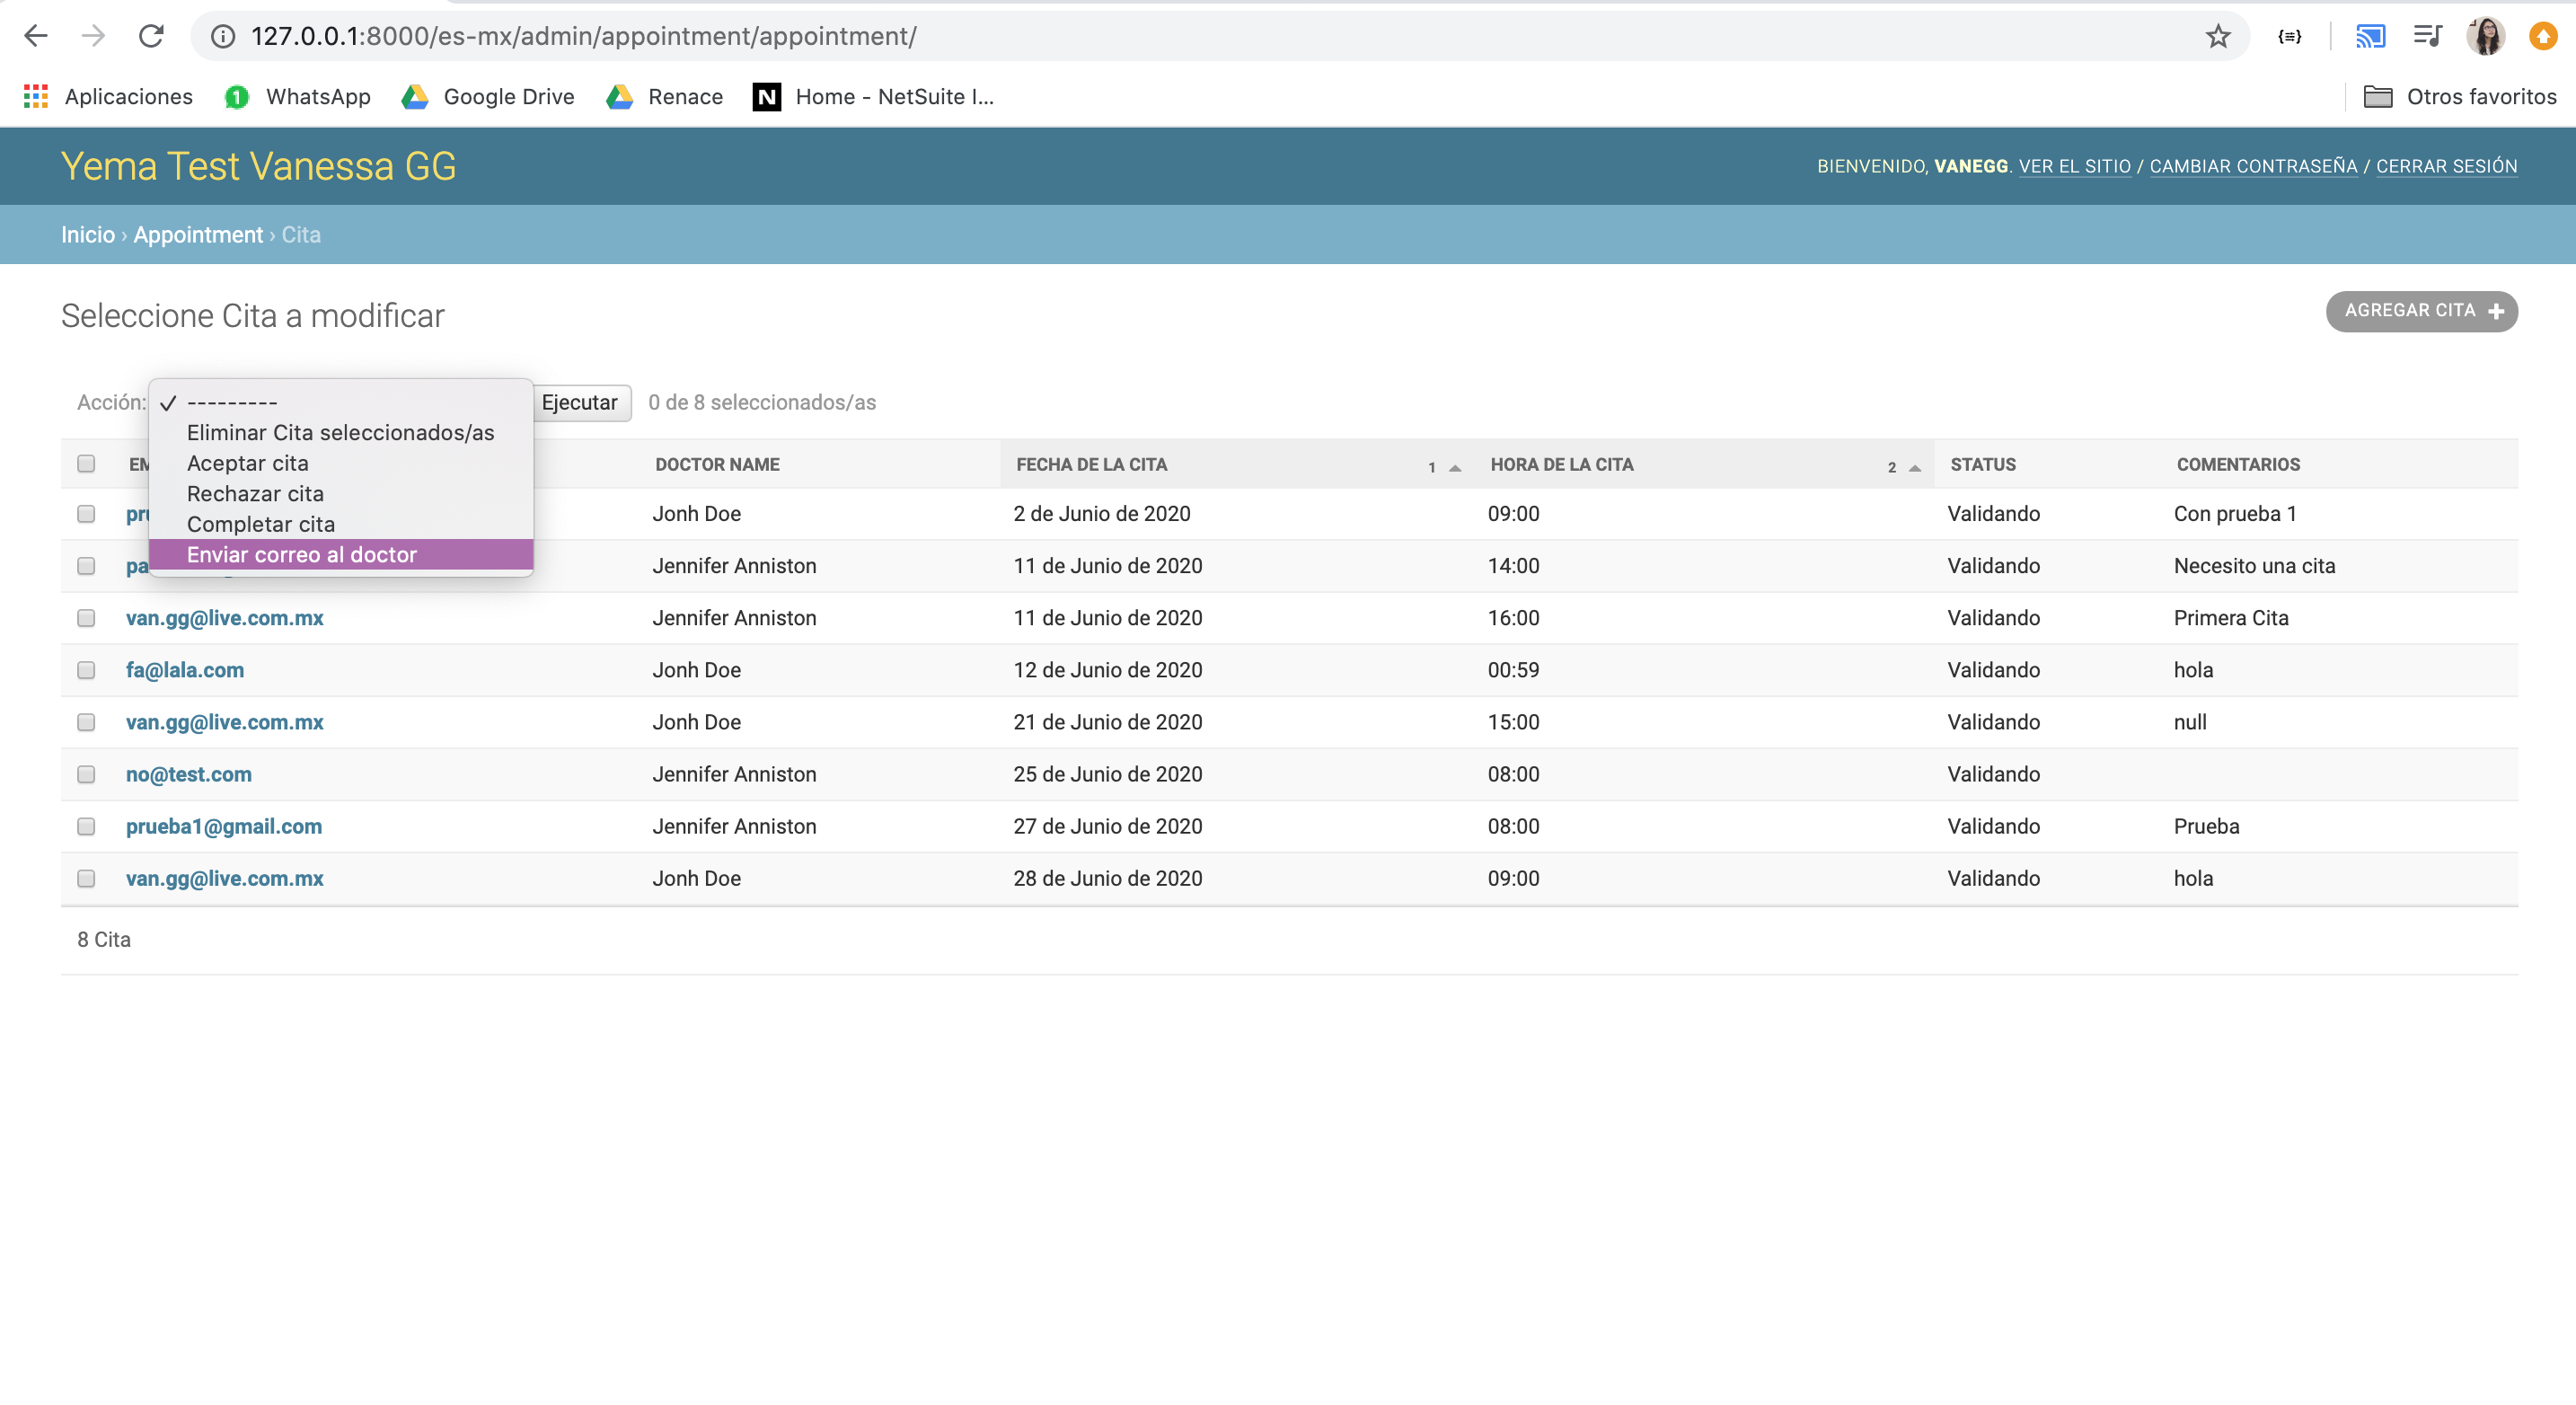 127.0.0.1:8000/es-mx/admin/appointment/appointment/
Aplicaciones 1 WhatsApp Google Drive Renace N Home - NetSuite I... Otros favoritos
Yema Test Vanessa GG
BIENVENIDO, VANEGG. VER EL SITIO / CAMBIAR CONTRASEÑA / CERRAR SESIÓN
Inicio › Appointment › Cita
Seleccione Cita a modificar
AGREGAR CITA +
Acción: ✓ --------- Ejecutar 0 de 8 seleccionados/as
Eliminar Cita seleccionados/as
Aceptar cita
Rechazar cita
Completar cita
Enviar correo al doctor
DOCTOR NAME FECHA DE LA CITA 1 HORA DE LA CITA 2 STATUS COMENTARIOS
Jonh Doe 2 de Junio de 2020 09:00 Validando Con prueba 1
Jennifer Anniston 11 de Junio de 2020 14:00 Validando Necesito una cita
van.gg@live.com.mx Jennifer Anniston 11 de Junio de 2020 16:00 Validando Primera Cita
fa@lala.com Jonh Doe 12 de Junio de 2020 00:59 Validando hola
van.gg@live.com.mx Jonh Doe 21 de Junio de 2020 15:00 Validando null
no@test.com Jennifer Anniston 25 de Junio de 2020 08:00 Validando
prueba1@gmail.com Jennifer Anniston 27 de Junio de 2020 08:00 Validando Prueba
van.gg@live.com.mx Jonh Doe 28 de Junio de 2020 09:00 Validando hola
8 Cita